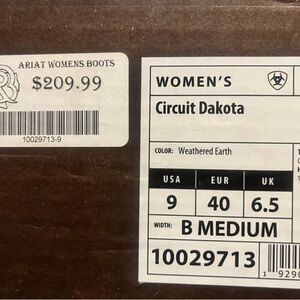 ARIAT WOMENS BOOTS
$209.99
10029713-9
WOMEN'S
Circuit Dakota
COLOR: Weathered Earth
USA EUR UK
9 40 6.5
WIDTH: B MEDIUM
10029713